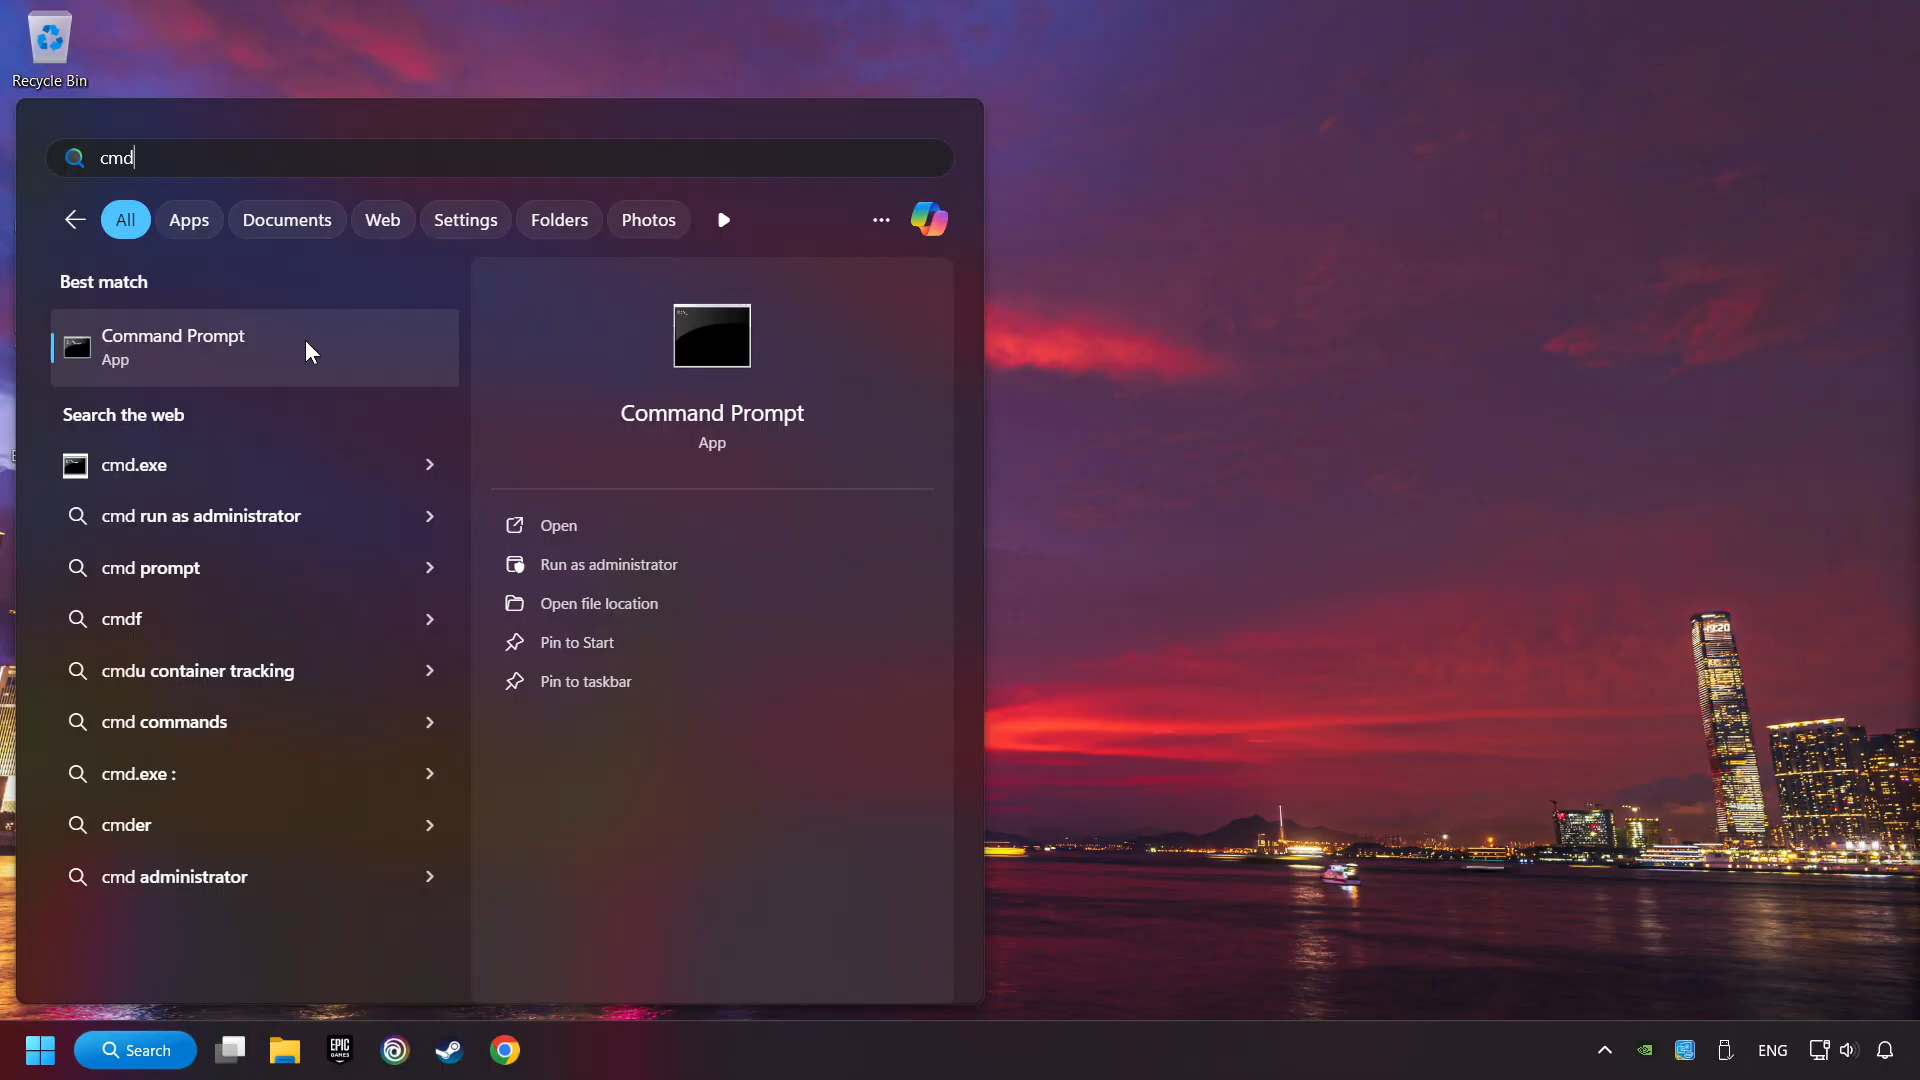 Recycle Bin
cmd
All
Apps
Documents
Web
Settings
Folders
Photos
Best match
Command Prompt
App
Search the web
cmd.exe
cmd run as administrator
cmd prompt
cmdf
cmdu container tracking
cmd commands
cmd.exe :
cmder
cmd administrator
Command Prompt
App
Open
Run as administrator
Open file location
Pin to Start
Pin to taskbar
Search
EPIC
GAMES
ENG